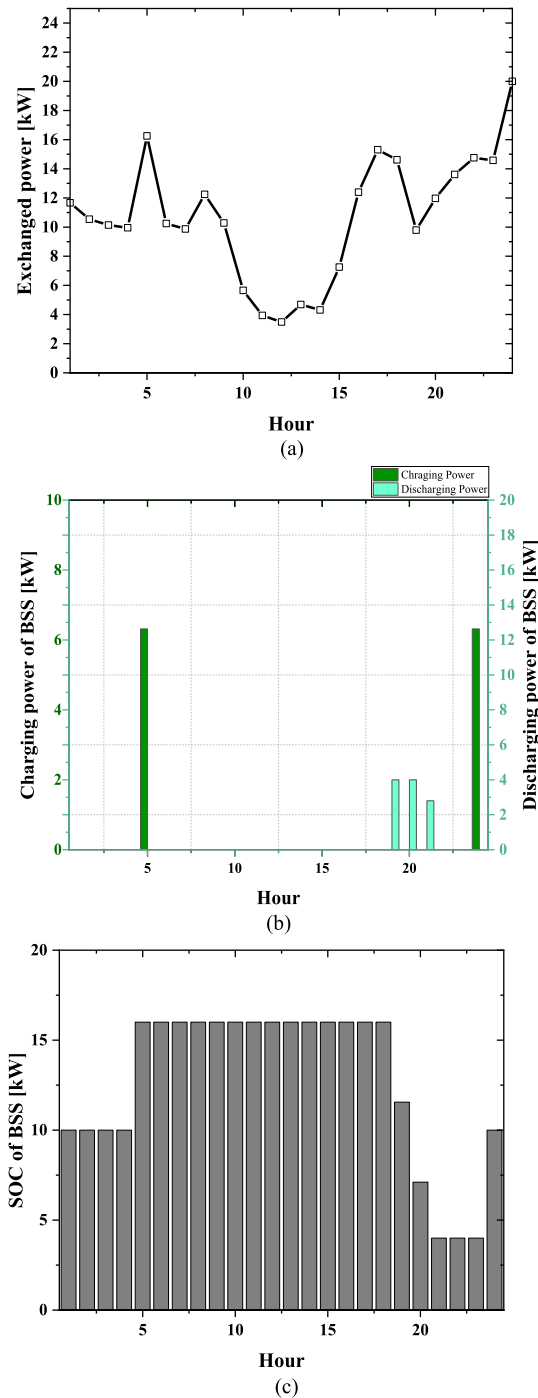 Exchanged power [kW]
24
22
20
18
16
14
12
10
8
6
4
2
0
5 10 15 20
Hour
(a)
Chraging Power
Discharging Power
Charging power of BSS [kW]
10
8
6
4
2
0
Discharging power of BSS [kW]
20
18
16
14
12
10
8
6
4
2
0
5 10 15 20
Hour
(b)
SOC of BSS [kW]
20
15
10
5
0
5 10 15 20
Hour
(c)